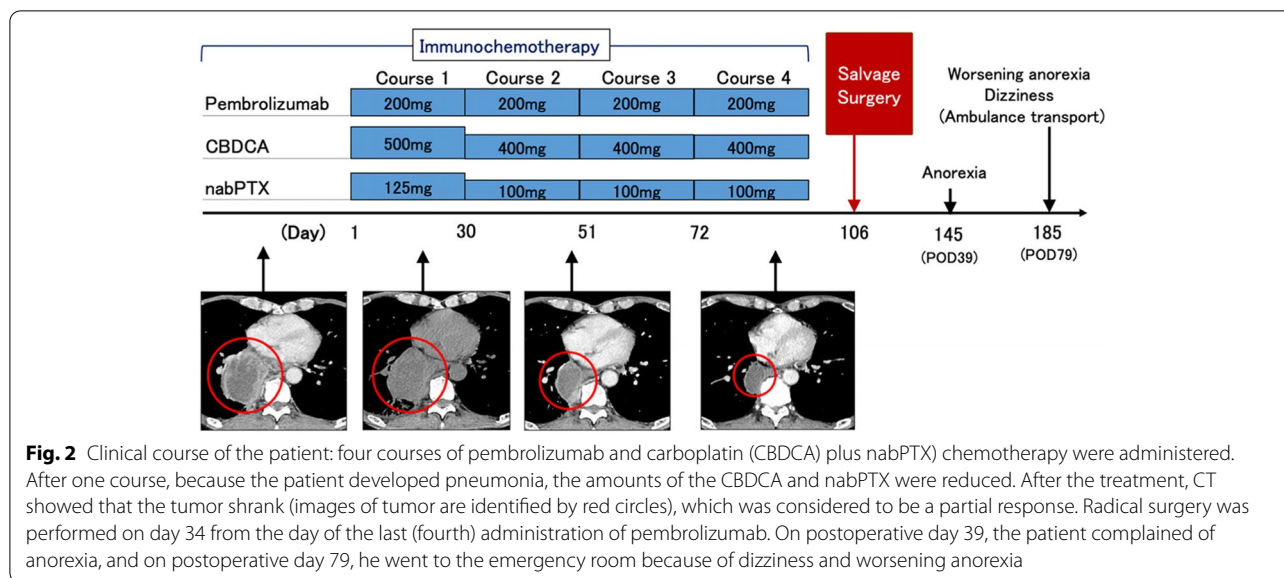 Immunochemotherapy
Course 1 Course 2 Course 3 Course 4
Pembrolizumab 200mg 200mg 200mg 200mg
CBDCA 500mg 400mg 400mg 400mg
nabPTX 125mg 100mg 100mg 100mg
Salvage
Surgery
Worsening anorexia
Dizziness
(Ambulance transport)
Anorexia
(Day) 1 30 51 72 106 145 185
(POD39) (POD79)
Fig. 2 Clinical course of the patient: four courses of pembrolizumab and carboplatin (CBDCA) plus nabPTX) chemotherapy were administered.
After one course, because the patient developed pneumonia, the amounts of the CBDCA and nabPTX were reduced. After the treatment, CT
showed that the tumor shrank (images of tumor are identified by red circles), which was considered to be a partial response. Radical surgery was
performed on day 34 from the day of the last (fourth) administration of pembrolizumab. On postoperative day 39, the patient complained of
anorexia, and on postoperative day 79, he went to the emergency room because of dizziness and worsening anorexia